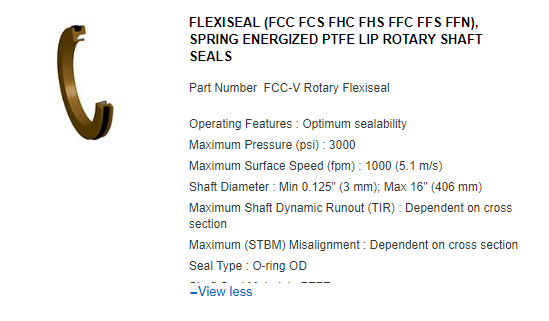 FLEXISEAL (FCC FCS FHC FHS FFC FFS FFN),
SPRING ENERGIZED PTFE LIP ROTARY SHAFT
SEALS
Part Number FCC-V Rotary Flexiseal
Operating Features : Optimum sealability
Maximum Pressure (psi) : 3000
Maximum Surface Speed (fpm) : 1000 (5.1 m/s)
Shaft Diameter : Min 0.125" (3 mm); Max 16" (406 mm)
Maximum Shaft Dynamic Runout (TIR) : Dependent on cross
section
Maximum (STBM) Misalignment : Dependent on cross section
Seal Type : O-ring OD
–View less